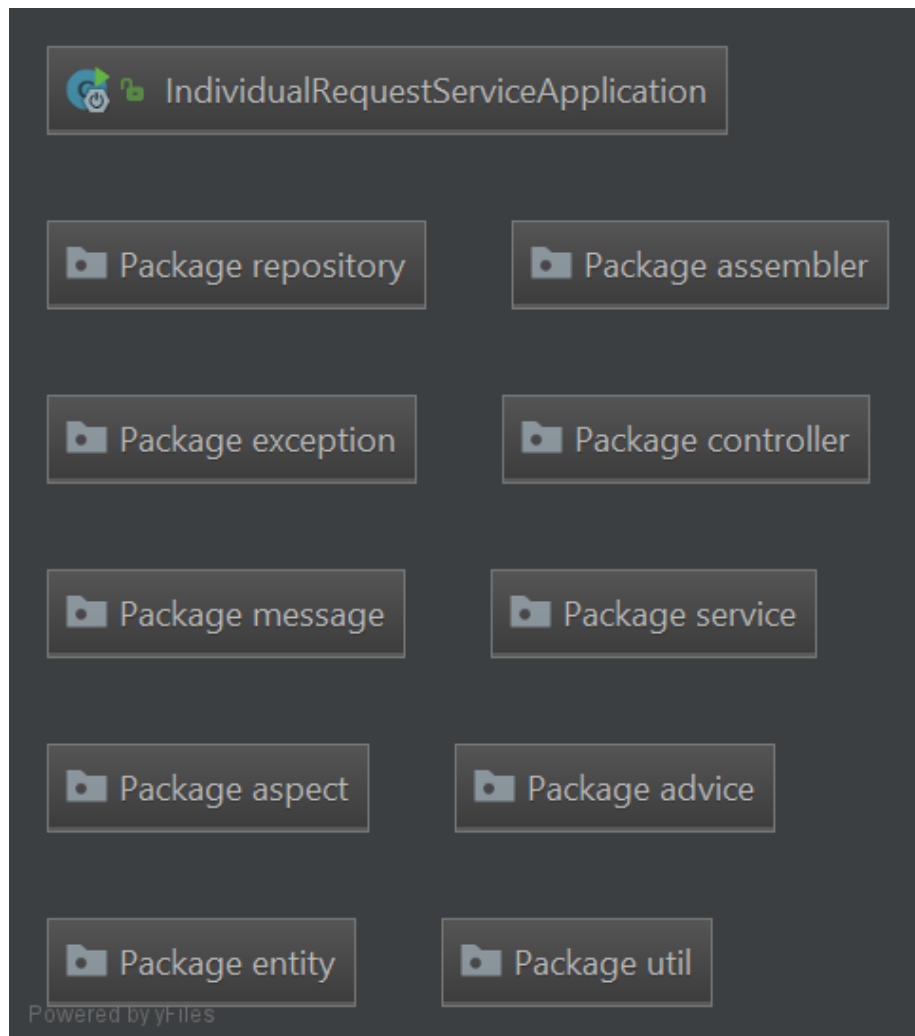 IndividualRequestServiceApplication
Package repository
Package assembler
Package exception
Package controller
Package message
Package service
Package aspect
Package advice
Package entity
Package util
Powered by yFiles